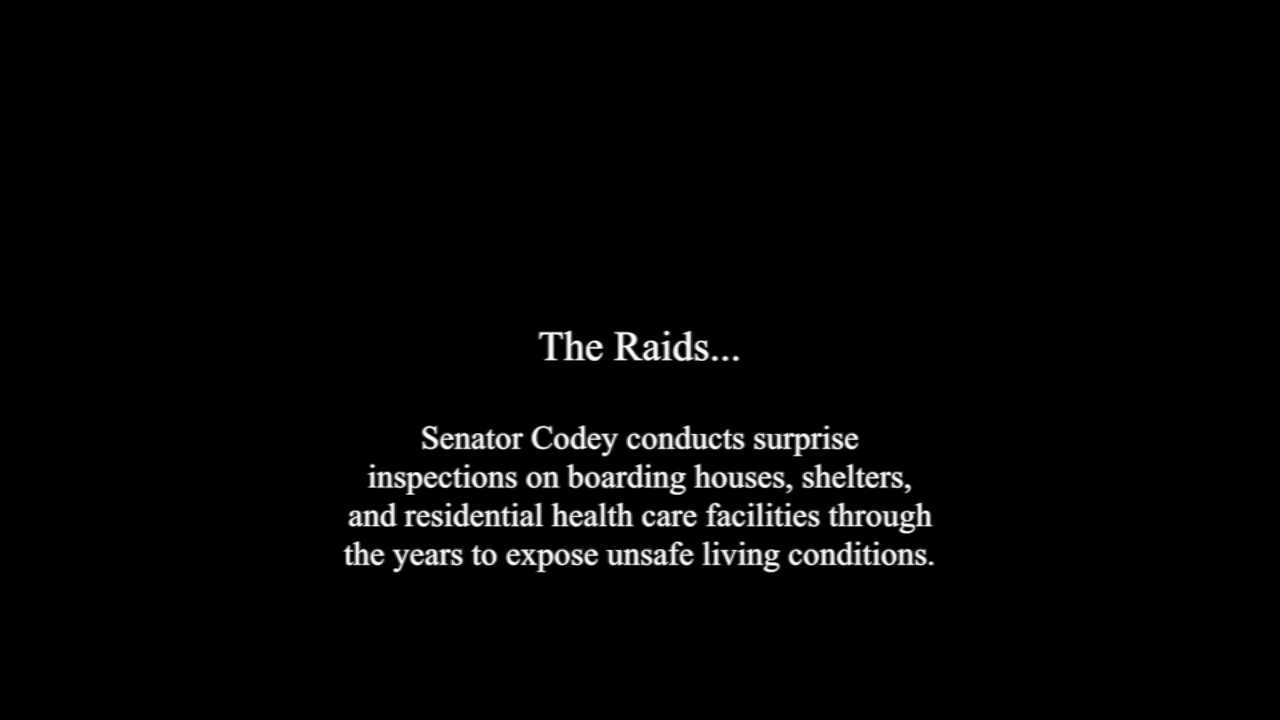 The Raids...
Senator Codey conducts surprise
inspections on boarding houses, shelters,
and residential health care facilities through
the years to expose unsafe living conditions.